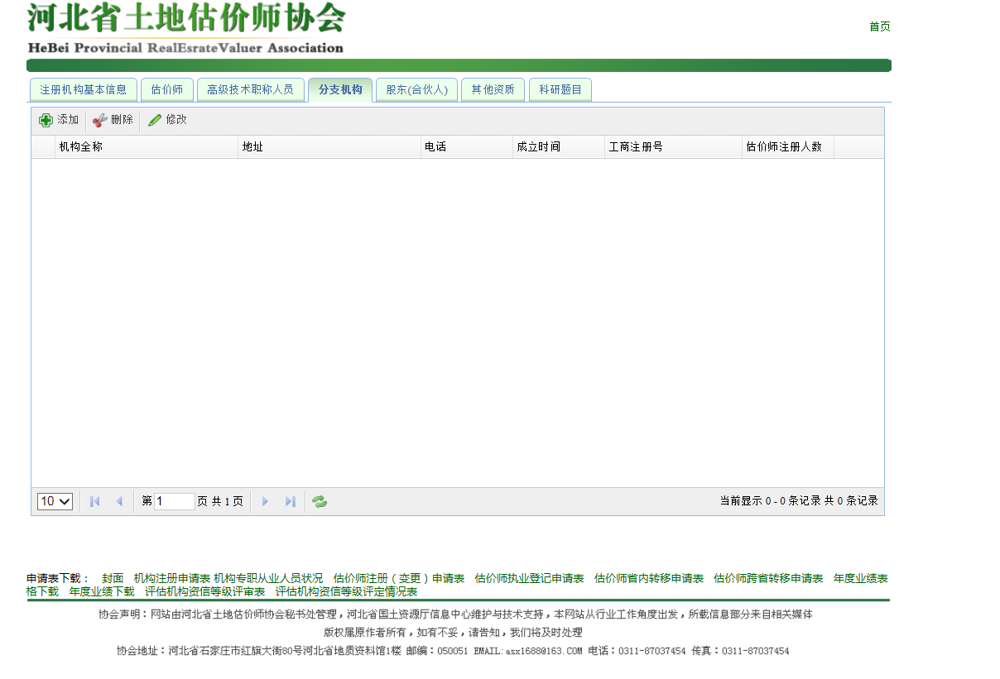 河北省土地估价师协会
HeBei Provincial RealEsrateValuer Association
首页
注册机构基本信息 估价师 高级技术职称人员 分支机构 股东(合伙人) 其他资质 科研题目
添加 删除 修改
机构全称 地址 电话 成立时间 工商注册号 估价师注册人数
10 第 1 页 共 1 页 当前显示 0 - 0 条记录 共 0 条记录
申请表下载： 封面 机构注册申请表 机构专职从业人员状况 估价师注册（变更）申请表 估价师执业登记申请表 估价师省内转移申请表 估价师跨省转移申请表 年度业绩表
格下载 年度业绩下载 评估机构资信等级评审表 评估机构资信等级评定情况表
协会声明：网站由河北省土地估价师协会秘书处管理，河北省国土资源厅信息中心维护与技术支持，本网站从行业工作角度出发，所载信息部分来自相关媒体
版权属原作者所有，如有不妥，请告知，我们将及时处理
协会地址：河北省石家庄市红旗大街80号河北省地质资料馆1楼 邮编：050051 EMAIL:asx1688@163.COM 电话：0311-87037454 传真：0311-87037454